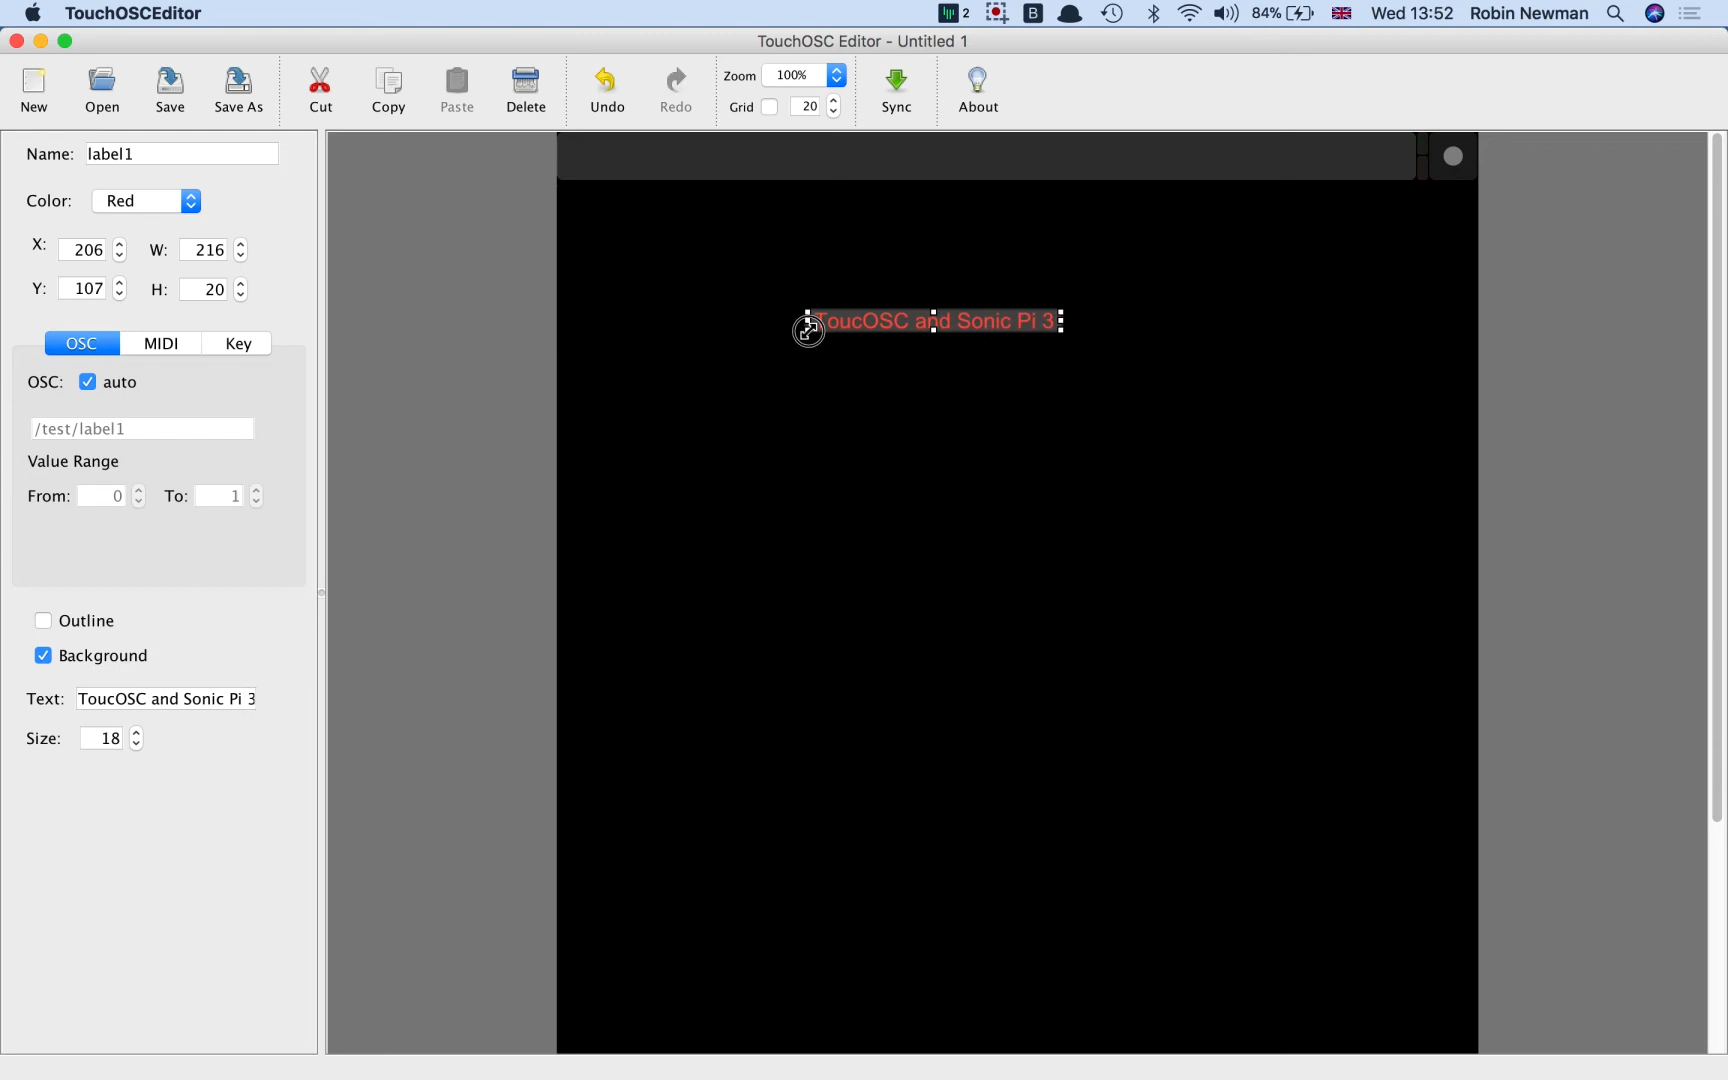 TouchOSCEditor 2 B 84% Wed 13:52 Robin Newman
TouchOSC Editor - Untitled 1
New Open Save Save As Cut Copy Paste Delete Undo Redo Zoom 100% Grid 20 Sync About
Name: label1
Color: Red
X: 206 W: 216
Y: 107 H: 20
ToucOSC and Sonic Pi 3
OSC MIDI Key
OSC: auto
/test/label1
Value Range
From: 0 To: 1
Outline
Background
Text: ToucOSC and Sonic Pi 3
Size: 18